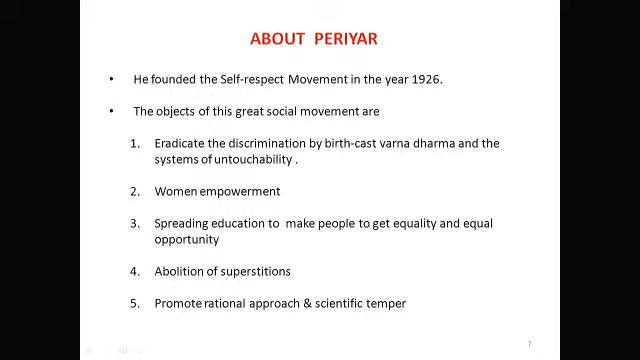 ABOUT PERIYAR
• He founded the Self-respect Movement in the year 1926.
• The objects of this great social movement are
1. Eradicate the discrimination by birth-cast varna dharma and the
systems of untouchability .
2. Women empowerment
3. Spreading education to make people to get equality and equal
opportunity
4. Abolition of superstitions
5. Promote rational approach & scientific temper
7